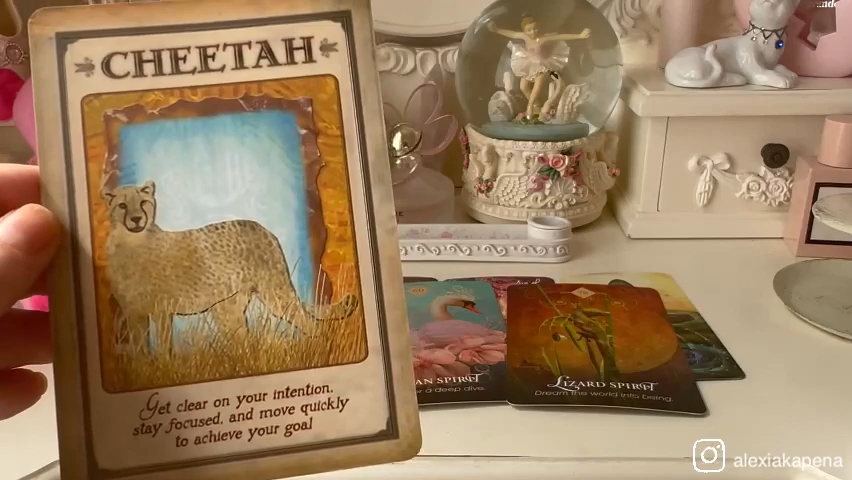 CHEETAH
Get clear on your intention,
stay focused, and move quickly
to achieve your goal
AN SPIRIT
r a deep dive.
LIZARD SPIRIT
Dream the world into being.
alexiakapena